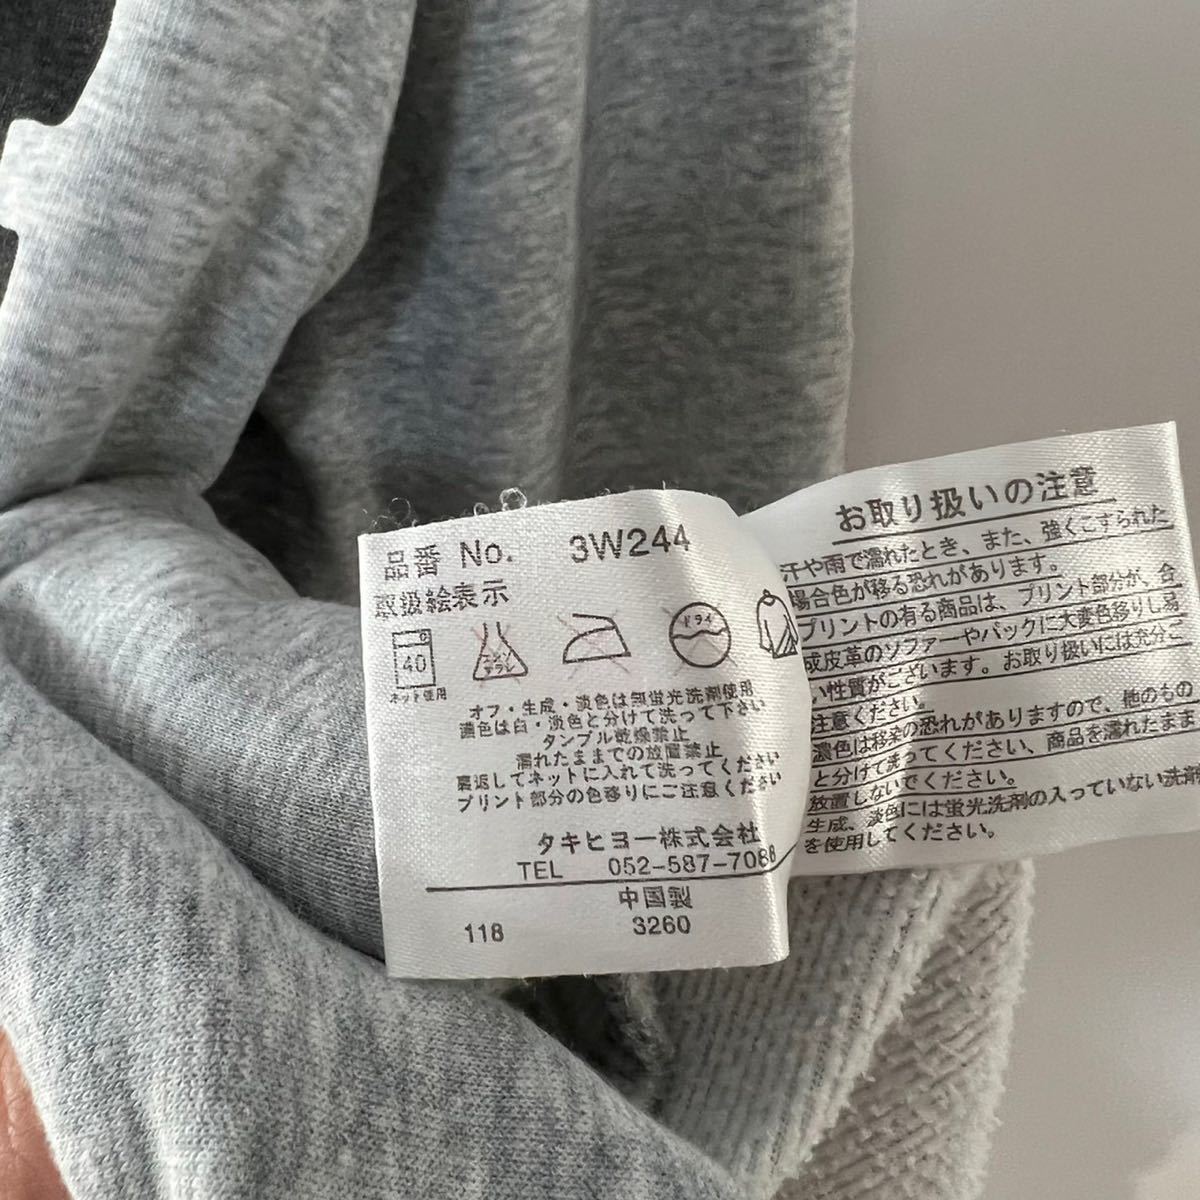 品番 No. 3W244
取扱絵表示
40
ネット使用
エンソ
サラシ
ドライ
オフ・生成・淡色は無蛍光洗剤使用
濃色は白・淡色と分けて洗って下さい
タンブル乾燥禁止
濡れたままでの放置禁止
裏返してネットに入れて洗ってください
プリント部分の色移りにご注意ください
タキヒヨー株式会社
TEL 052-587-7088
中国製
118 3260
お取り扱いの注意
汗や雨で濡れたとき、また、強くこすられた
場合色が移る恐れがあります。
プリントの有る商品は、プリント部分が、合
成皮革のソファーやバックに大変色移りし易
い性質がございます。お取り扱いには充分ご
注意ください。
濃色は移染の恐れがありますので、他のもの
と分けて洗ってください、商品を濡れたまま
放置しないでください。
生成、淡色には蛍光洗剤の入っていない洗剤
を使用してください。